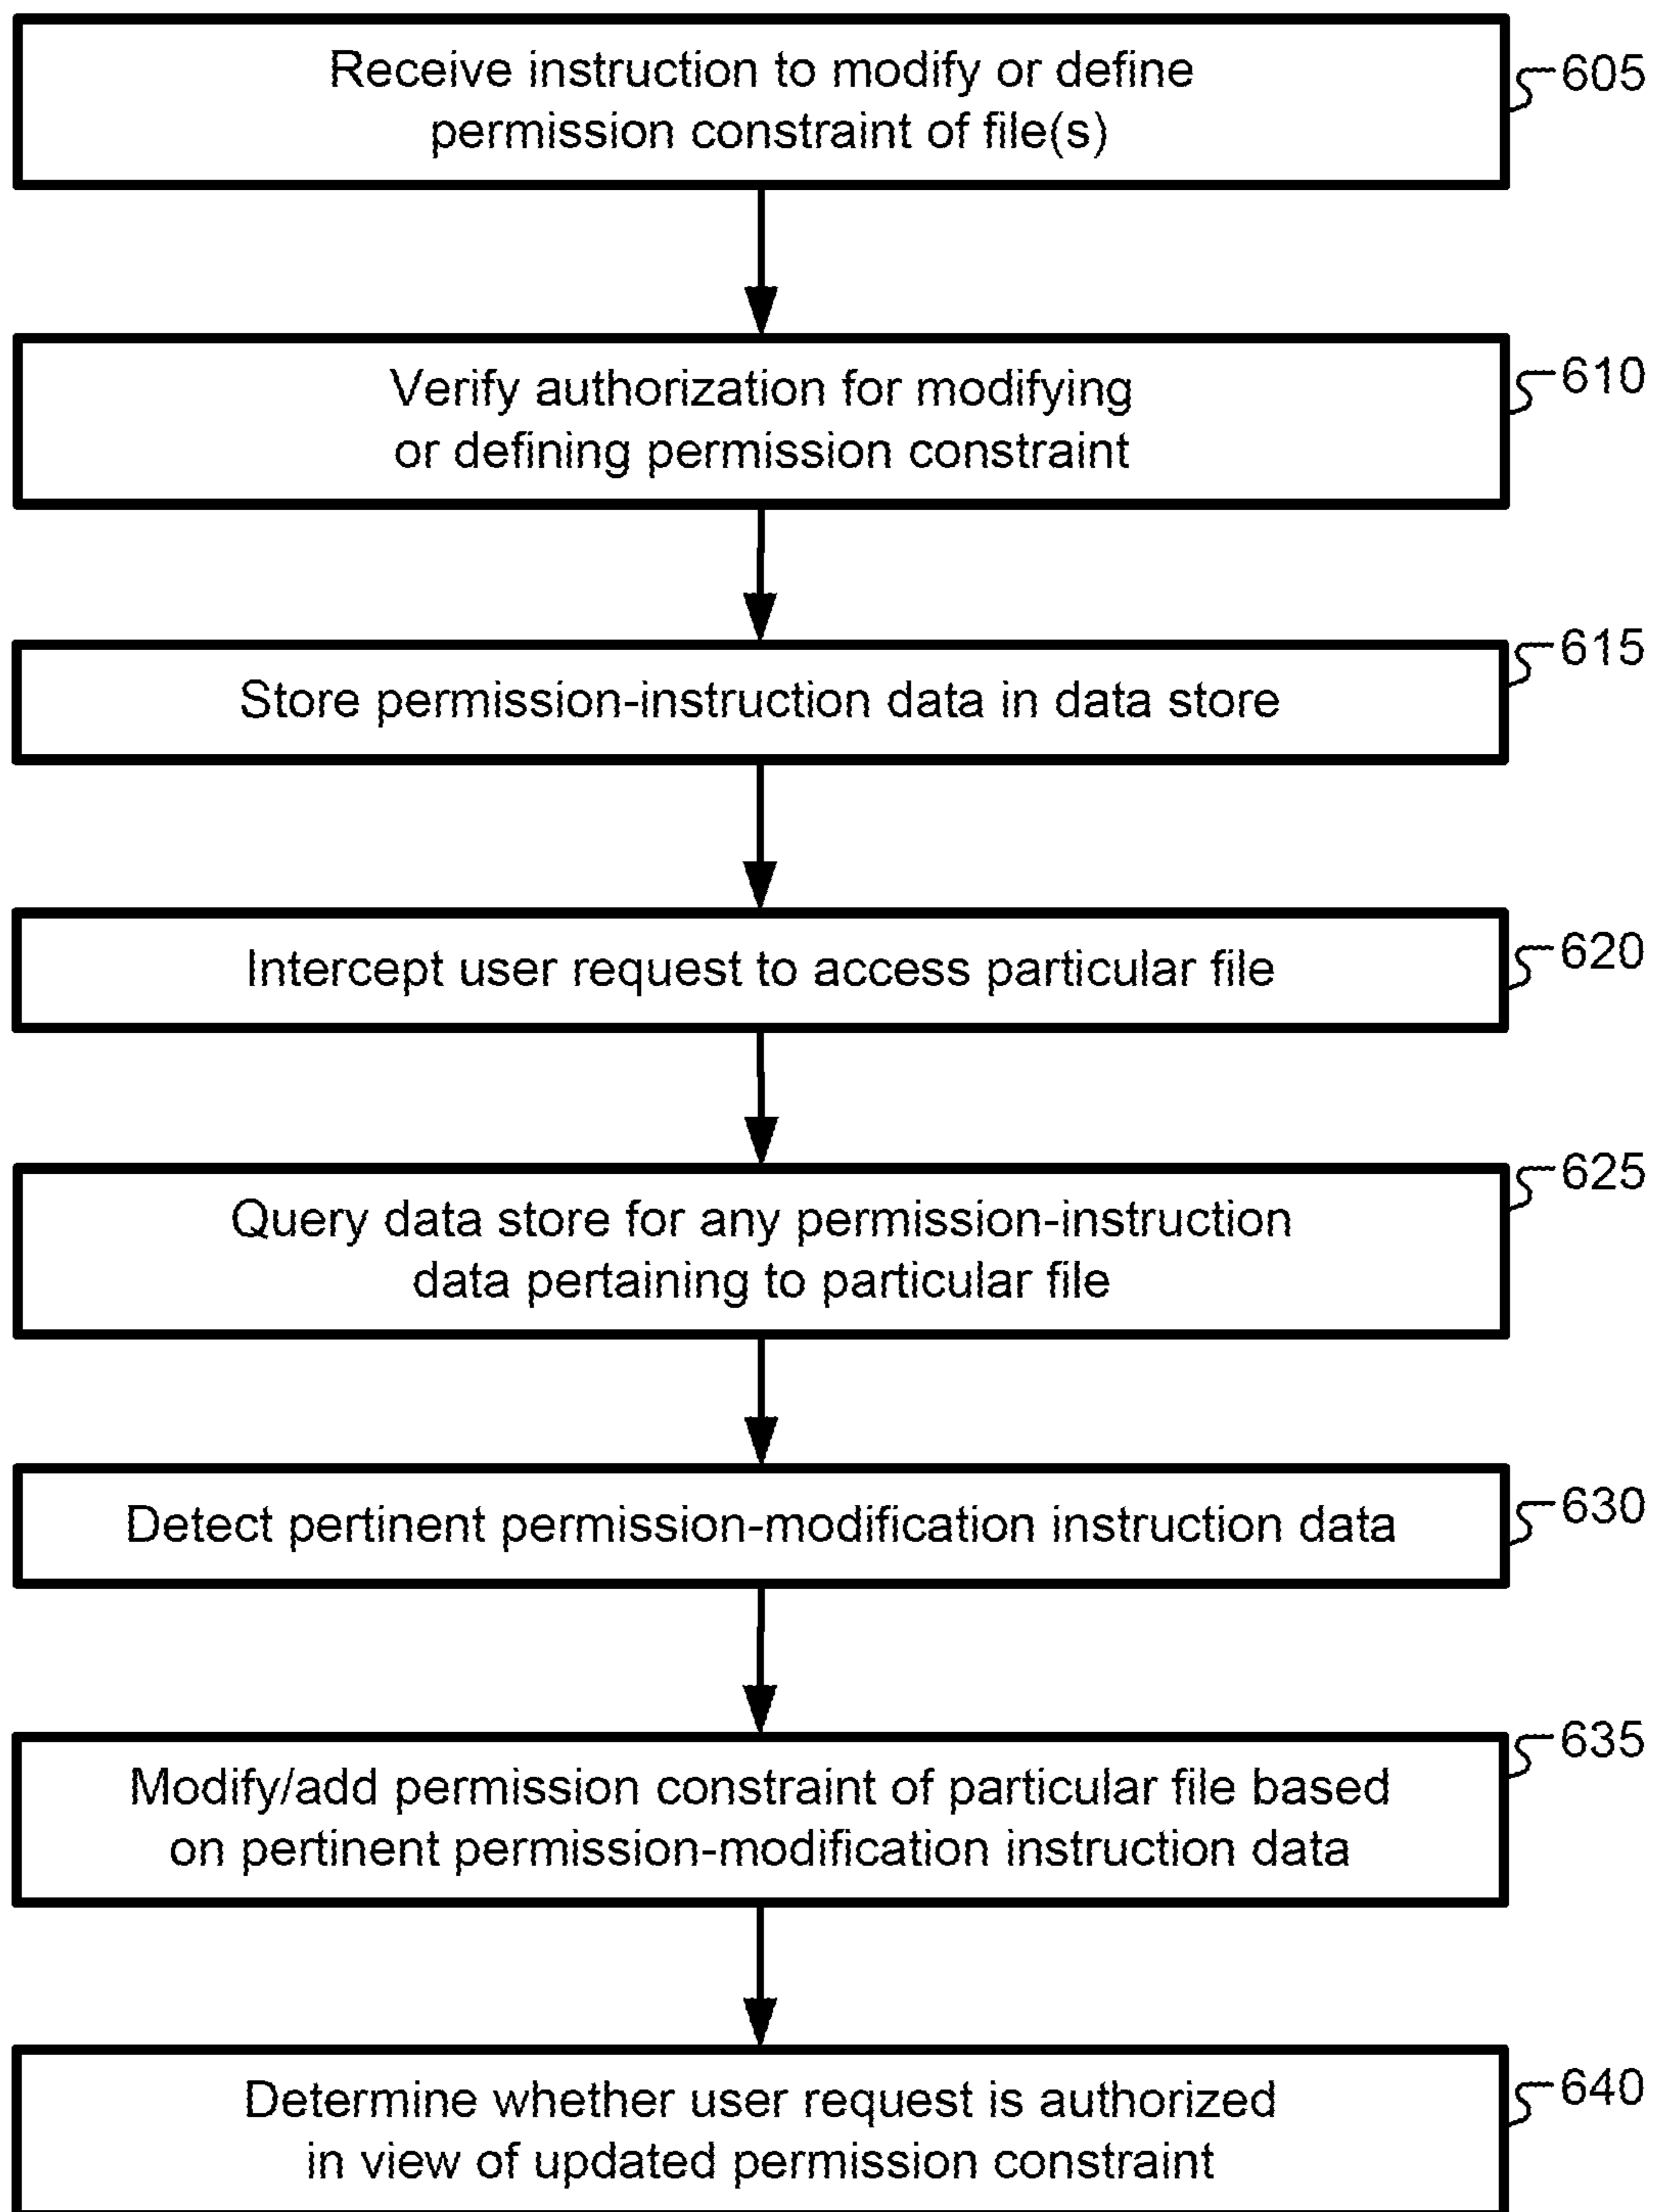 Receive instruction to modify or define
permission constraint of file(s)
605
Verify authorization for modifying
or defining permission constraint
610
Store permission-instruction data in data store
615
Intercept user request to access particular file
620
Query data store for any permission-instruction
data pertaining to particular file
625
Detect pertinent permission-modification instruction data
630
Modify/add permission constraint of particular file based
on pertinent permission-modification instruction data
635
Determine whether user request is authorized
in view of updated permission constraint
640